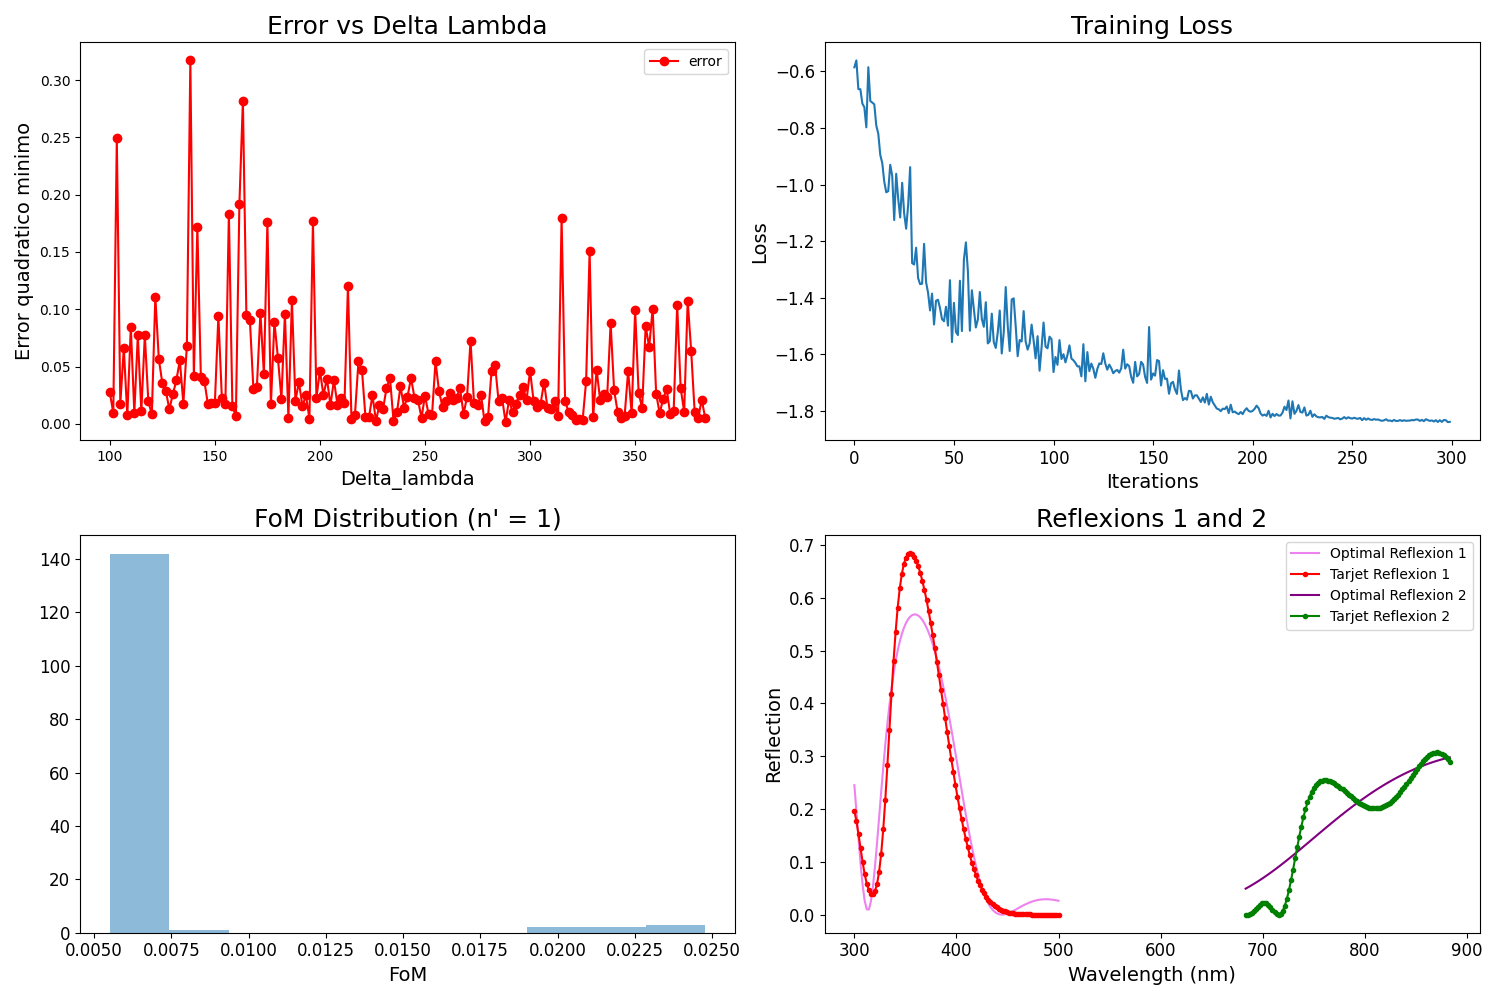 Error vs Delta Lambda
Error quadratico minimo
0.30
0.25
0.20
0.15
0.10
0.05
0.00
error
100 150 200 250 300 350
Delta_lambda
Training Loss
Loss
−0.6
−0.8
−1.0
−1.2
−1.4
−1.6
−1.8
0 50 100 150 200 250 300
Iterations
FoM Distribution (n' = 1)
140
120
100
80
60
40
20
0
0.0050 0.0075 0.0100 0.0125 0.0150 0.0175 0.0200 0.0225 0.0250
FoM
Reflexions 1 and 2
Reflection
0.7
0.6
0.5
0.4
0.3
0.2
0.1
0.0
Optimal Reflexion 1
Tarjet Reflexion 1
Optimal Reflexion 2
Tarjet Reflexion 2
300 400 500 600 700 800 900
Wavelength (nm)